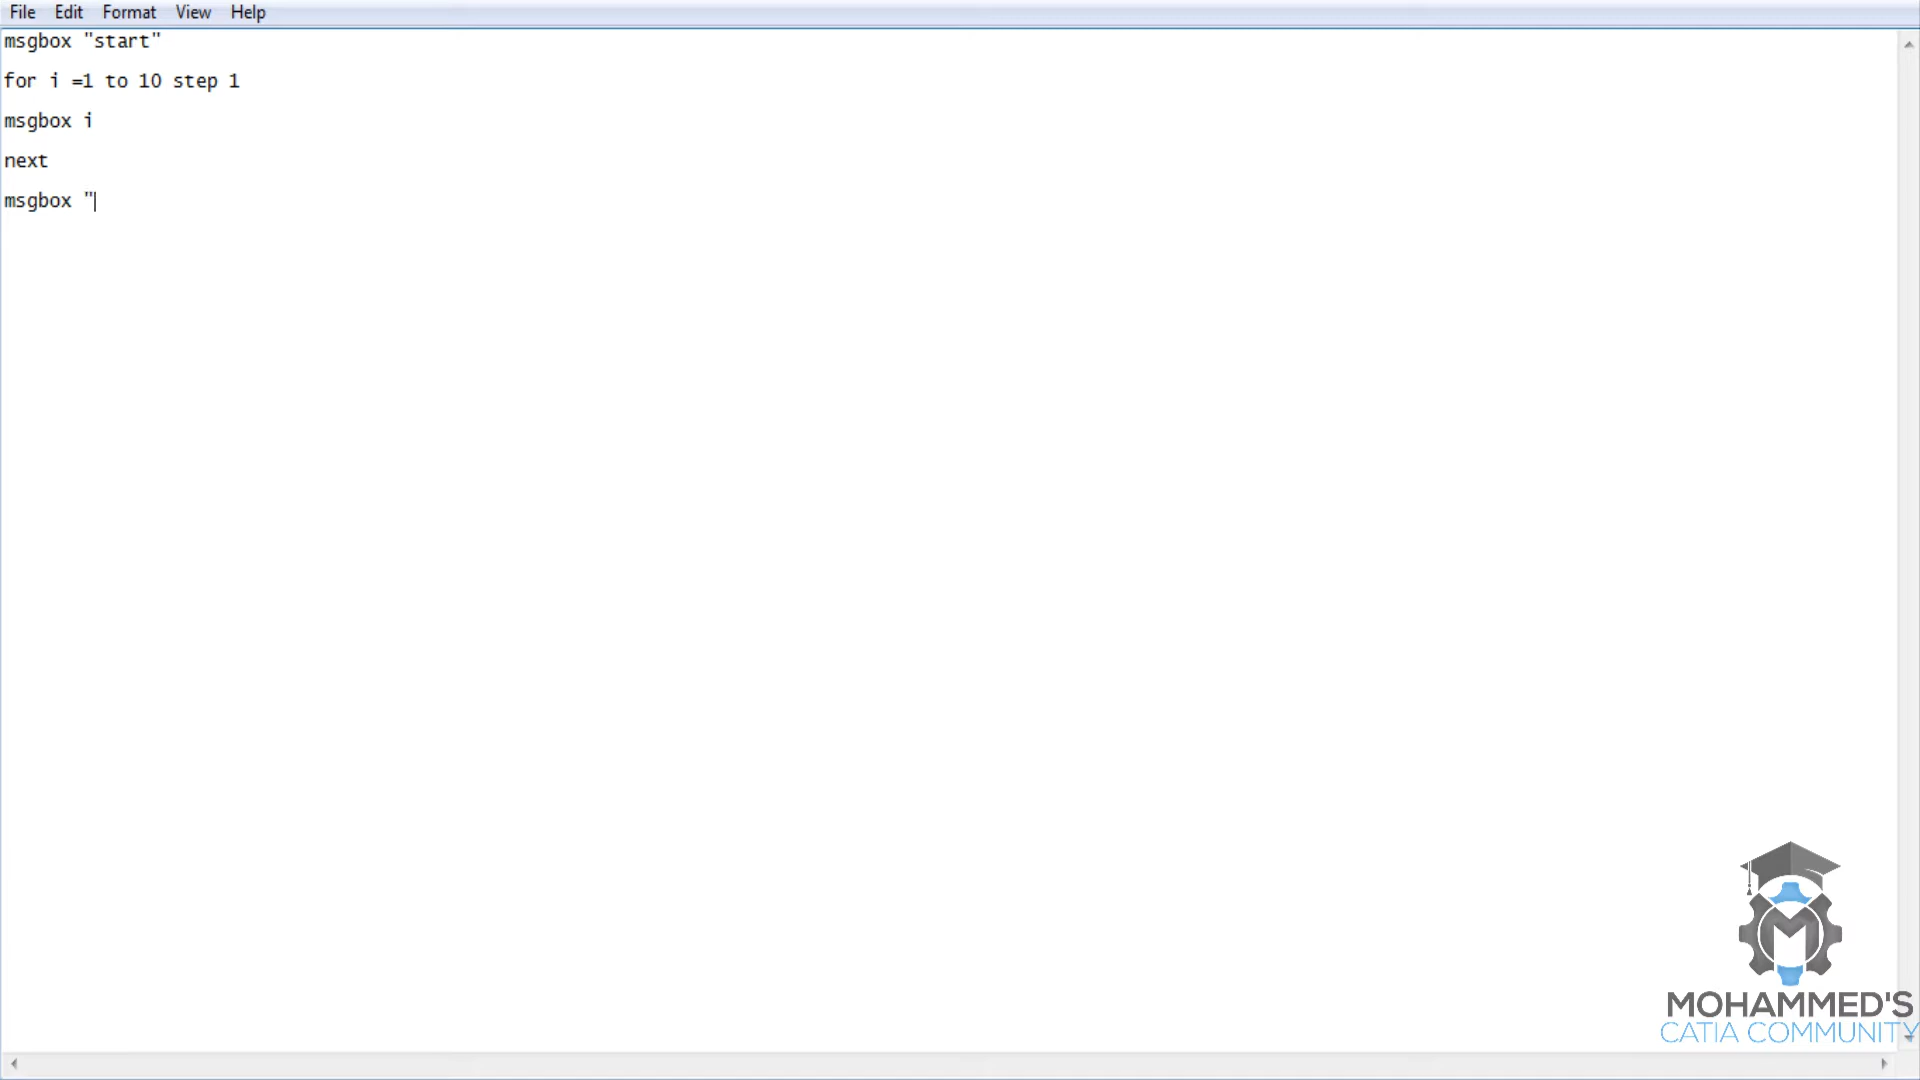 File Edit Format View Help
msgbox "start"
for i =1 to 10 step 1
msgbox i
next
msgbox "
MOHAMMED'S
CATIA COMMUNITY